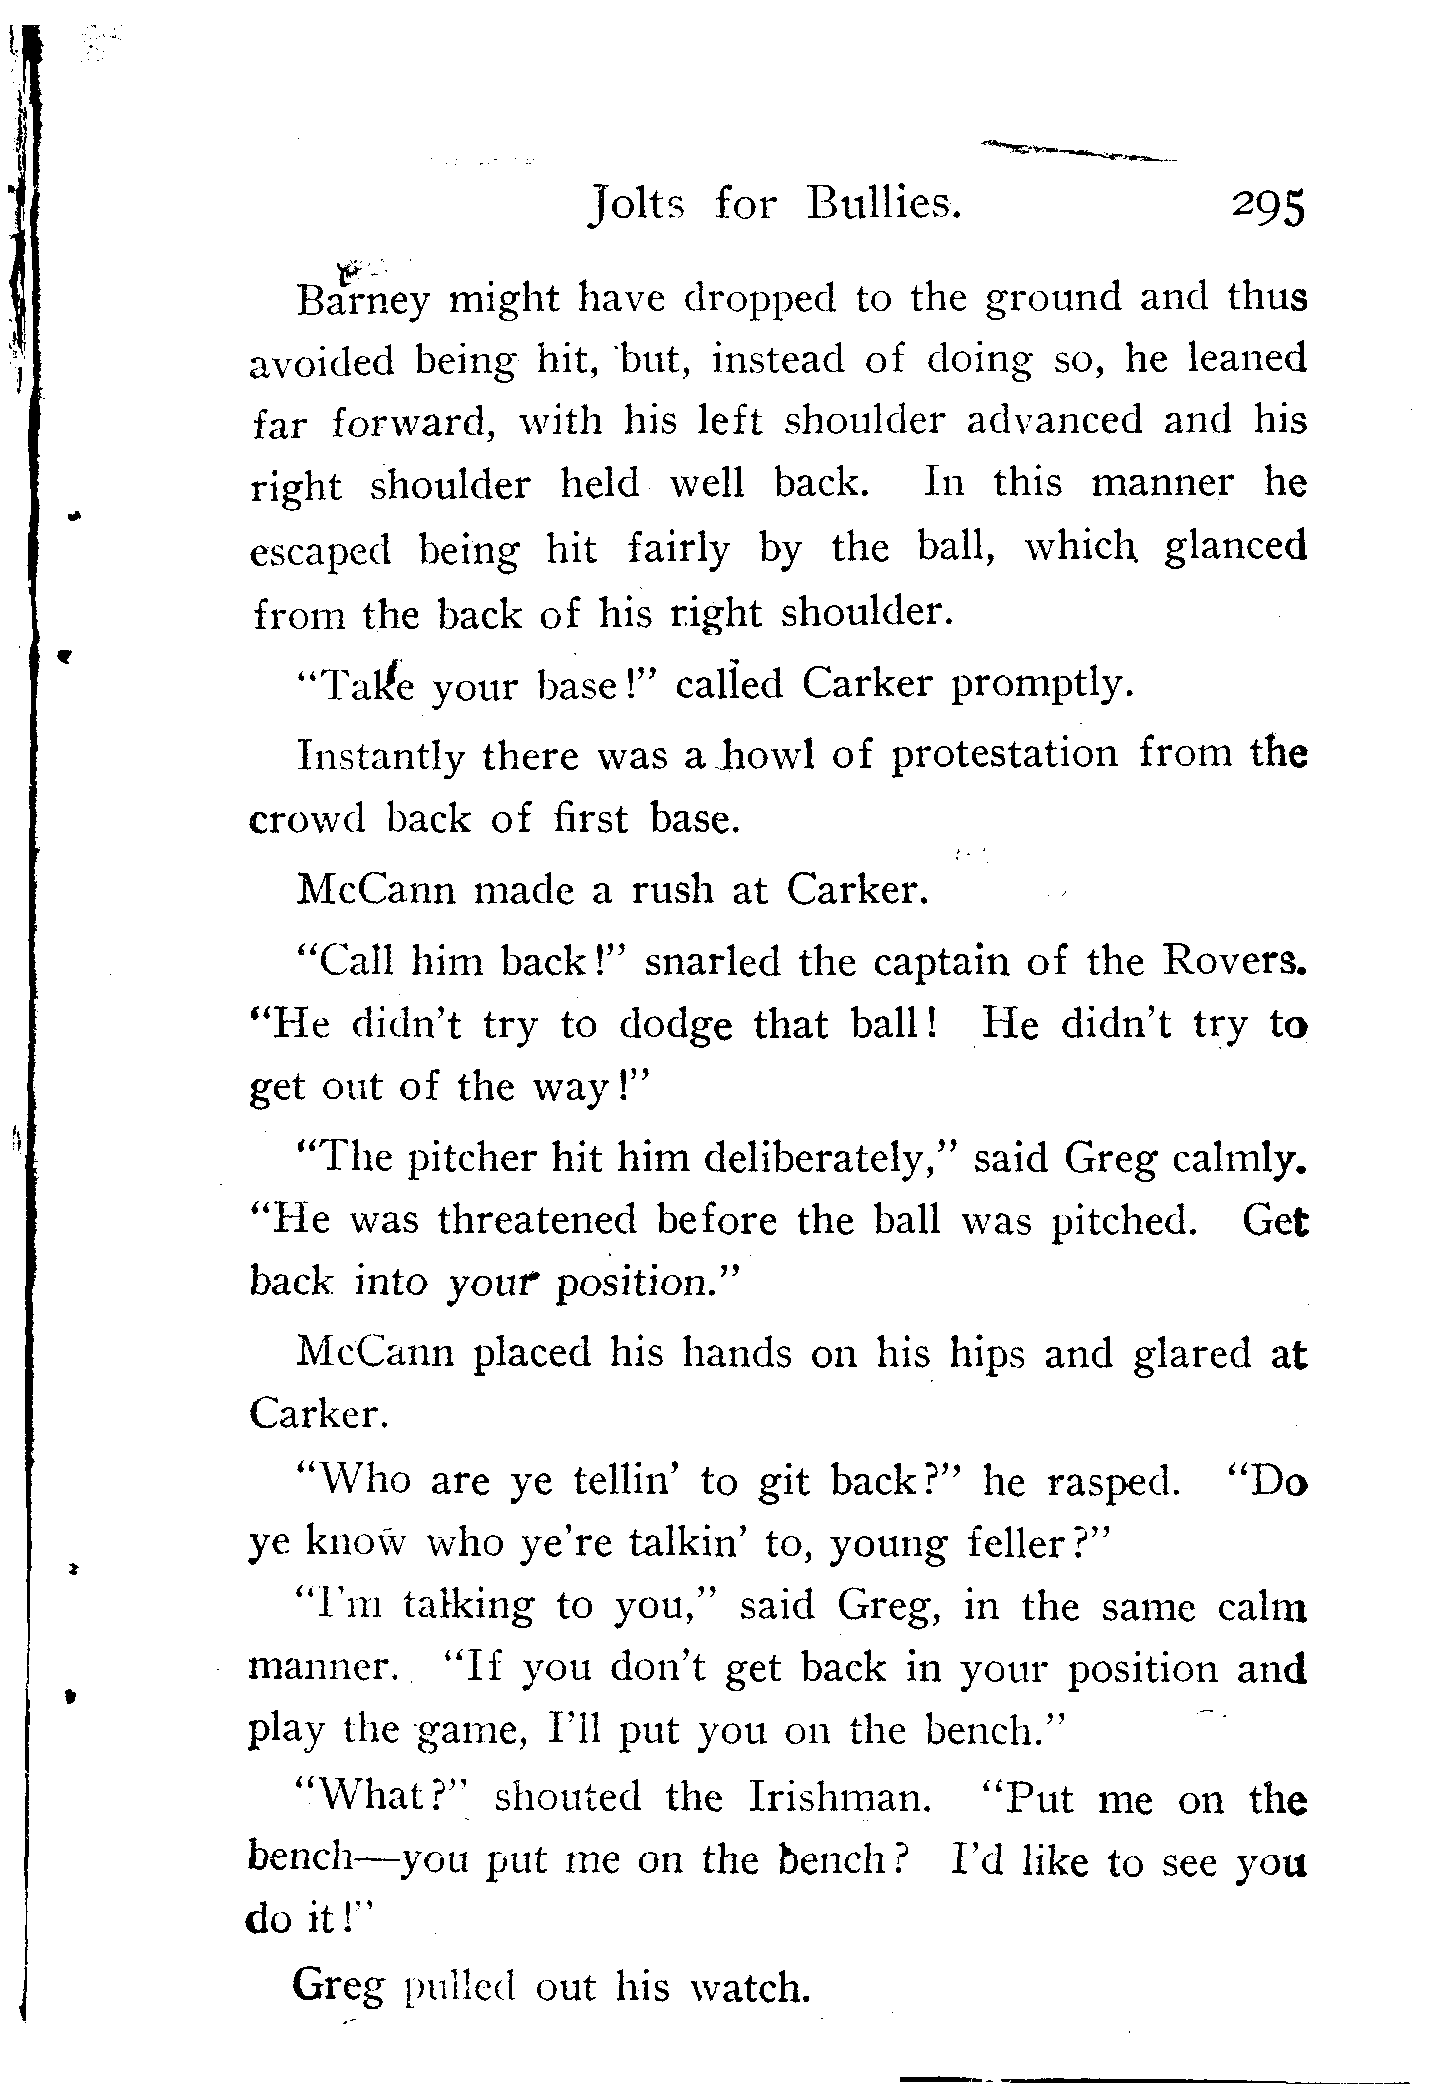 Jolts for Bullies. 295
Barney might have dropped to the ground and thus
avoided being hit, but, instead of doing so, he leaned
far forward, with his left shoulder advanced and his
right shoulder held well back. In this manner he
escaped being hit fairly by the ball, which glanced
from the back of his right shoulder.
“Take your base!” called Carker promptly.
Instantly there was a howl of protestation from the
crowd back of first base.
McCann made a rush at Carker.
“Call him back!” snarled the captain of the Rovers.
“He didn’t try to dodge that ball! He didn’t try to
get out of the way!”
“The pitcher hit him deliberately,” said Greg calmly.
“He was threatened before the ball was pitched. Get
back into your position.”
McCann placed his hands on his hips and glared at
Carker.
“Who are ye tellin’ to git back?” he rasped. “Do
ye know who ye’re talkin’ to, young feller?”
“I’m talking to you,” said Greg, in the same calm
manner. “If you don’t get back in your position and
play the game, I’ll put you on the bench.”
“What?” shouted the Irishman. “Put me on the
bench—you put me on the bench? I’d like to see you
do it!”
Greg pulled out his watch.